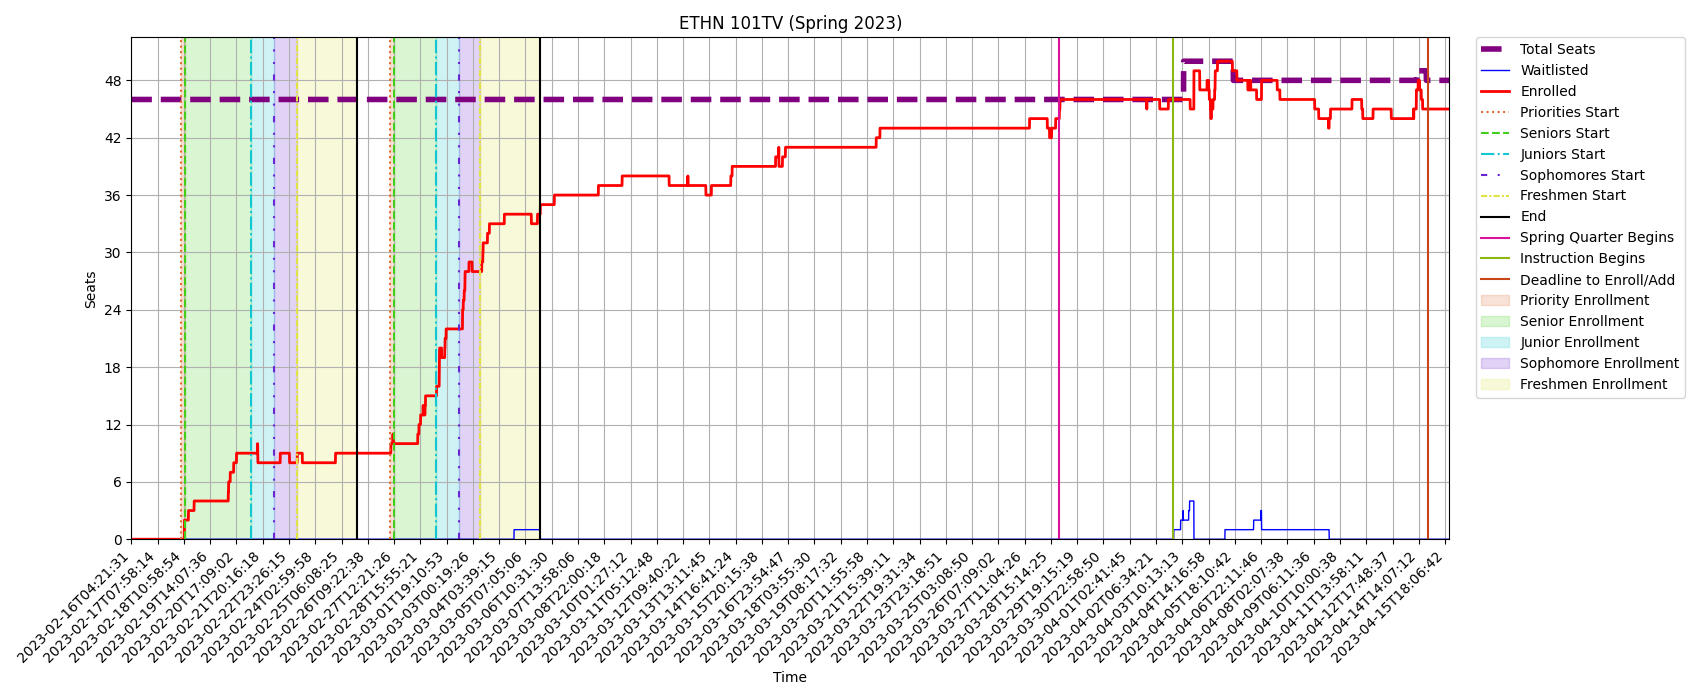 ETHN 101TV (Spring 2023)
Seats
48
42
36
30
24
18
12
6
0
2023-02-16T04:21:31
2023-02-17T07:58:14
2023-02-18T10:58:54
2023-02-19T14:07:36
2023-02-20T17:09:02
2023-02-21T20:16:18
2023-02-22T23:26:15
2023-02-24T02:59:58
2023-02-25T06:08:25
2023-02-26T09:22:38
2023-02-27T12:21:26
2023-02-28T15:55:21
2023-03-01T19:10:53
2023-03-02T22:19:26
2023-03-04T03:39:15
2023-03-05T07:05:06
2023-03-06T10:31:30
2023-03-07T13:58:06
2023-03-08T22:00:18
2023-03-10T01:27:12
2023-03-11T05:12:48
2023-03-12T09:40:22
2023-03-13T13:11:45
2023-03-14T16:41:24
2023-03-15T20:15:38
2023-03-16T23:54:47
2023-03-18T03:55:30
2023-03-19T08:17:32
2023-03-20T11:55:58
2023-03-21T15:39:11
2023-03-22T19:31:34
2023-03-23T23:18:51
2023-03-25T03:08:50
2023-03-26T07:09:02
2023-03-27T11:04:26
2023-03-28T15:14:25
2023-03-29T19:15:19
2023-03-30T22:58:50
2023-04-01T02:41:45
2023-04-02T06:34:21
2023-04-03T10:13:13
2023-04-04T14:16:58
2023-04-05T18:10:42
2023-04-06T22:11:46
2023-04-08T02:07:38
2023-04-09T06:11:36
2023-04-10T10:00:38
2023-04-11T13:58:11
2023-04-12T17:48:37
2023-04-14T14:07:12
2023-04-15T18:06:42
Time
Total Seats
Waitlisted
Enrolled
Priorities Start
Seniors Start
Juniors Start
Sophomores Start
Freshmen Start
End
Spring Quarter Begins
Instruction Begins
Deadline to Enroll/Add
Priority Enrollment
Senior Enrollment
Junior Enrollment
Sophomore Enrollment
Freshmen Enrollment